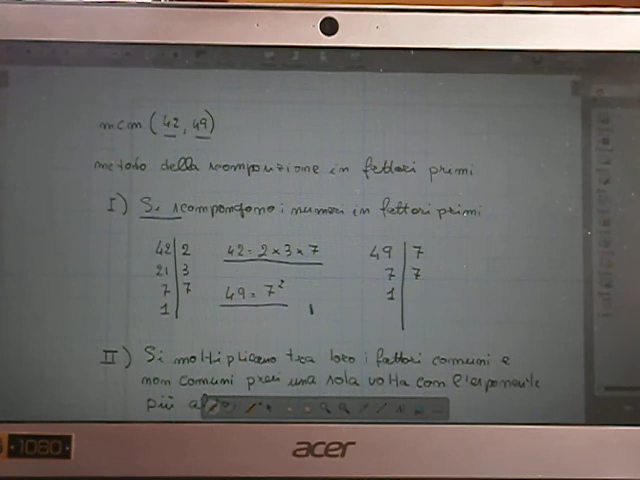 mcm (42, 49)
metodo della scomposizione in fattori primi
I) Si scompongono i numeri in fattori primi
42 | 2 42 = 2 × 3 × 7 49 | 7
21 | 3 7 | 7
7 | 7 49 = 7² 1
1
II) Si moltiplicano tra loro i fattori comuni e
non comuni presi una sola volta con l'esponente
più
acer
1080